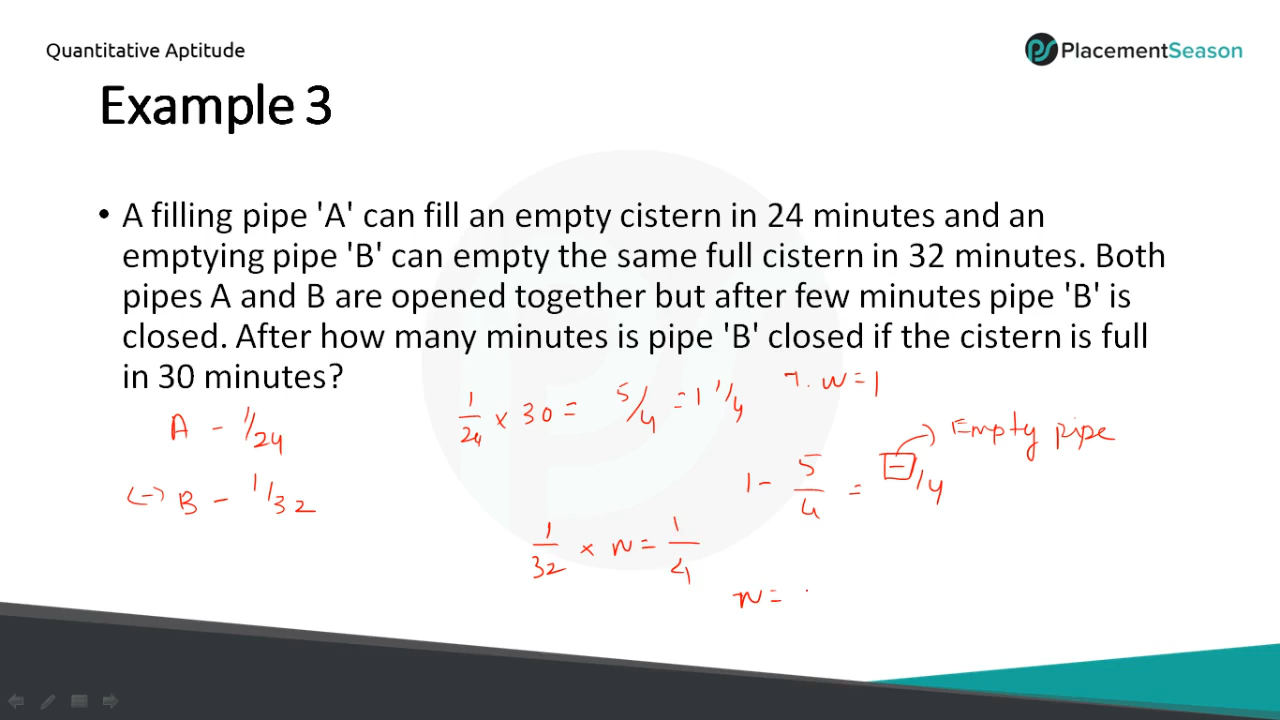 Quantitative Aptitude
PlacementSeason
Example 3
• A filling pipe 'A' can fill an empty cistern in 24 minutes and an
emptying pipe 'B' can empty the same full cistern in 32 minutes. Both
pipes A and B are opened together but after few minutes pipe 'B' is
closed. After how many minutes is pipe 'B' closed if the cistern is full
in 30 minutes?
A - 1/24
1/24 × 30 = 5/4 = 1 1/4
T.W = 1
(-) B - 1/32
1 - 5/4 = -1/4
Empty pipe
1/32 × n = 1/4
n =